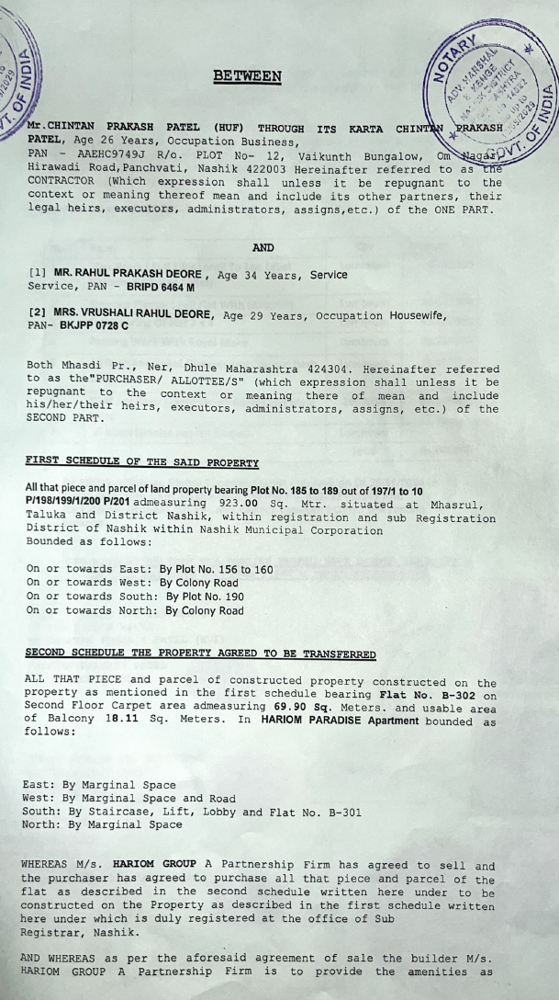 BETWEEN
NOTARY
ADV. MANSHAL
GOVT. OF INDIA
Mr.CHINTAN PRAKASH PATEL (HUF) THROUGH ITS KARTA CHINTAN PRAKASH
PATEL, Age 26 Years, Occupation Business,
PAN - AAEHC9749J R/o. PLOT No- 12, Vaikunth Bungalow, Om Nagar,
Hirawadi Road,Panchvati, Nashik 422003 Hereinafter referred to as the
CONTRACTOR (Which expression shall unless it be repugnant to the
context or meaning thereof mean and include its other partners, their
legal heirs, executors, administrators, assigns,etc.) of the ONE PART.
AND
[1] MR. RAHUL PRAKASH DEORE , Age 34 Years, Service
Service, PAN - BRIPD 6464 M
[2] MRS. VRUSHALI RAHUL DEORE, Age 29 Years, Occupation Housewife,
PAN- BKJPP 0728 C
Both Mhasdi Pr., Ner, Dhule Maharashtra 424304. Hereinafter referred
to as the"PURCHASER/ ALLOTTEE/S" (which expression shall unless it be
repugnant to the context or meaning there of mean and include
his/her/their heirs, executors, administrators, assigns, etc.) of the
SECOND PART.
FIRST SCHEDULE OF THE SAID PROPERTY
All that piece and parcel of land property bearing Plot No. 185 to 189 out of 197/1 to 10
P/198/199/1/200 P/201 admeasuring 923.00 Sq. Mtr. situated at Mhasrul,
Taluka and District Nashik, within registration and sub Registration
District of Nashik within Nashik Municipal Corporation
Bounded as follows:
On or towards East: By Plot No. 156 to 160
On or towards West: By Colony Road
On or towards South: By Plot No. 190
On or towards North: By Colony Road
SECOND SCHEDULE THE PROPERTY AGREED TO BE TRANSFERRED
ALL THAT PIECE and parcel of constructed property constructed on the
property as mentioned in the first schedule bearing Flat No. B-302 on
Second Floor Carpet area admeasuring 69.90 Sq. Meters. and usable area
of Balcony 18.11 Sq. Meters. In HARIOM PARADISE Apartment bounded as
follows:
East: By Marginal Space
West: By Marginal Space and Road
South: By Staircase, Lift, Lobby and Flat No. B-301
North: By Marginal Space
WHEREAS M/s. HARIOM GROUP A Partnership Firm has agreed to sell and
the purchaser has agreed to purchase all that piece and parcel of the
flat as described in the second schedule written here under to be
constructed on the Property as described in the first schedule written
here under which is duly registered at the office of Sub
Registrar, Nashik.
AND WHEREAS as per the aforesaid agreement of sale the builder M/s.
HARIOM GROUP A Partnership Firm is to provide the amenities as